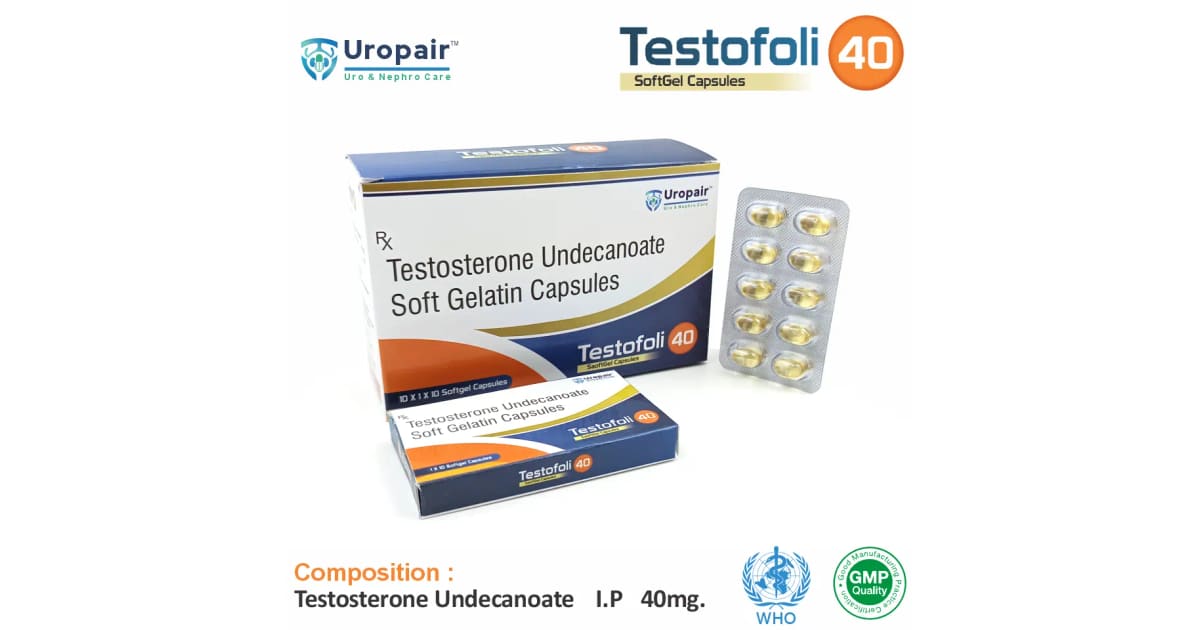 Uropair™
Uro & Nephro Care
Testofoli 40
SoftGel Capsules
Testofoli 40
Uropair™
Uro & Nephro Care
Rx
Testosterone Undecanoate
Soft Gelatin Capsules
Testofoli 40
SaoftGel Capsules
10 X 1 X 10 Softgel Capsules
Uropair
Rx
Testosterone Undecanoate
Soft Gelatin Capsules
Testofoli 40
1 X 10 Softgel Capsules
Testofoli 40
Composition :
Testosterone Undecanoate I.P 40mg.
WHO
Good Manufacturing
GMP
Quality
Practice Certification